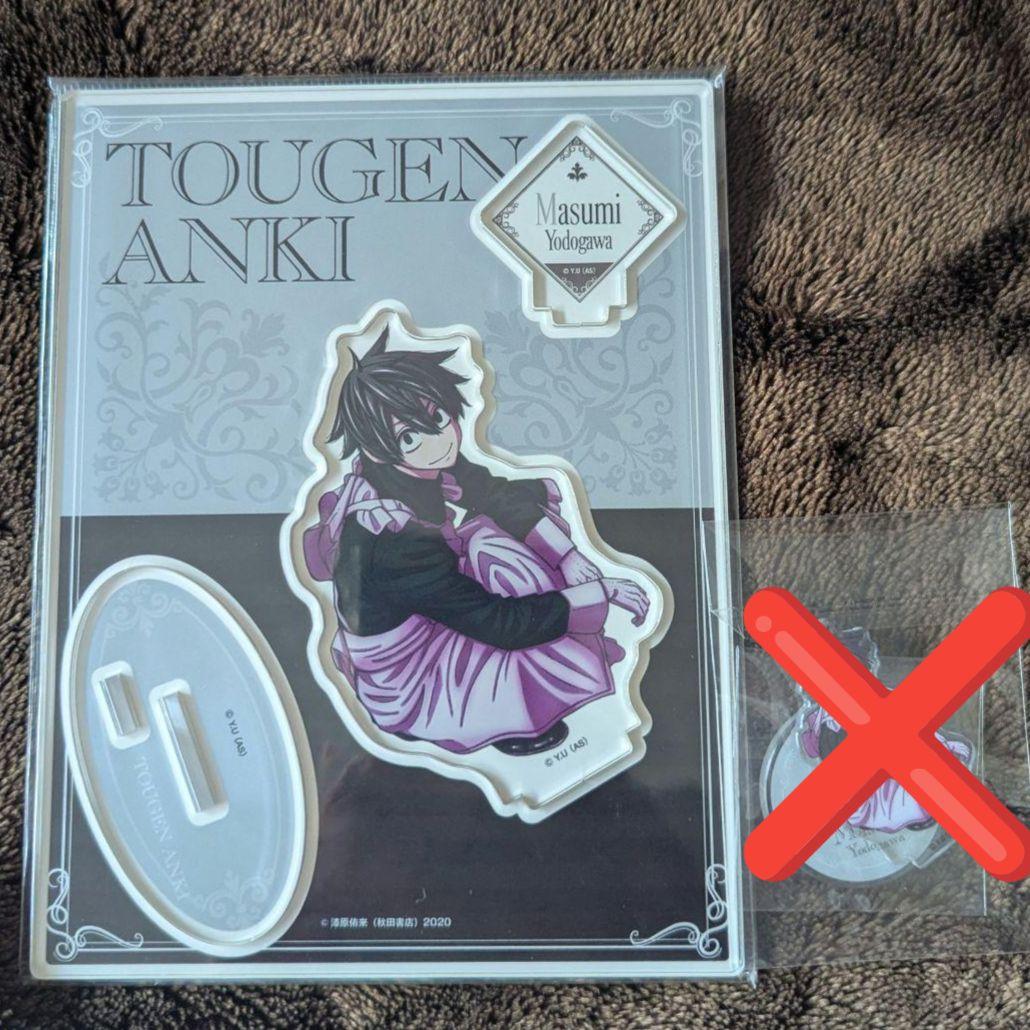 TOUGEN
ANKI
Masumi
Yodogawa
© Y.U (AS)
© Y.U (AS)
TOUGEN ANKI
© Y.U (AS)
© 漆原侑来（秋田書店）2020
Yodogawa